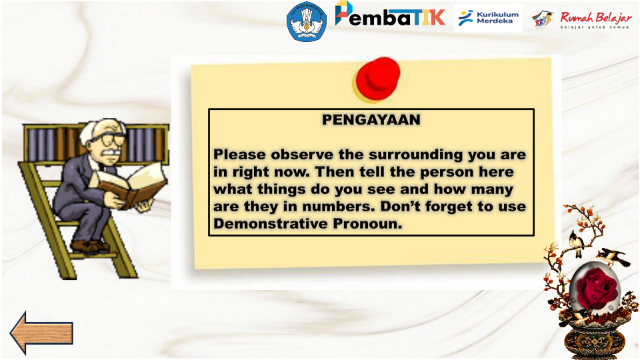 PembaTIK
Kurikulum
Merdeka
Rumah Belajar
belajar untuk semua
PENGAYAAN
Please observe the surrounding you are
in right now. Then tell the person here
what things do you see and how many
are they in numbers. Don’t forget to use
Demonstrative Pronoun.